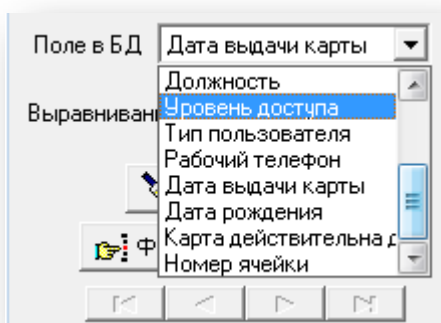 Поле в БД Дата выдачи карты
Должность
Уровень доступа
Тип пользователя
Рабочий телефон
Дата выдачи карты
Дата рождения
Карта действительна д
Номер ячейки
Выравниван
Ф